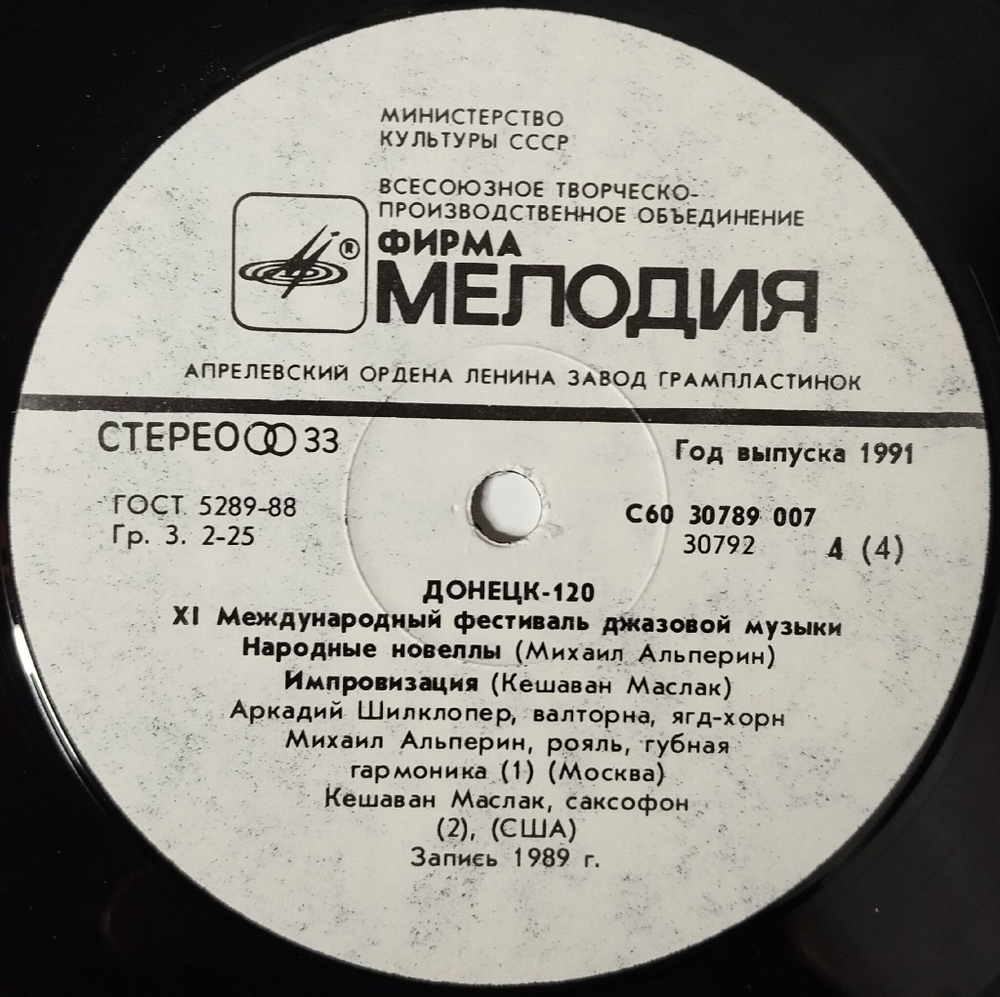 МИНИСТЕРСТВО
КУЛЬТУРЫ СССР
ВСЕСОЮЗНОЕ ТВОРЧЕСКО-
ПРОИЗВОДСТВЕННОЕ ОБЪЕДИНЕНИЕ
®
ФИРМА
МЕЛОДИЯ
АПРЕЛЕВСКИЙ ОРДЕНА ЛЕНИНА ЗАВОД ГРАМПЛАСТИНОК
СТЕРЕО 33
Год выпуска 1991
ГОСТ 5289-88
Гр. 3. 2-25
С60 30789 007
30792 4 (4)
ДОНЕЦК-120
XI Международный фестиваль джазовой музыки
Народные новеллы (Михаил Альперин)
Импровизация (Кешаван Маслак)
Аркадий Шилклопер, валторна, ягд-хорн
Михаил Альперин, рояль, губная
гармоника (1) (Москва)
Кешаван Маслак, саксофон
(2), (США)
Запись 1989 г.